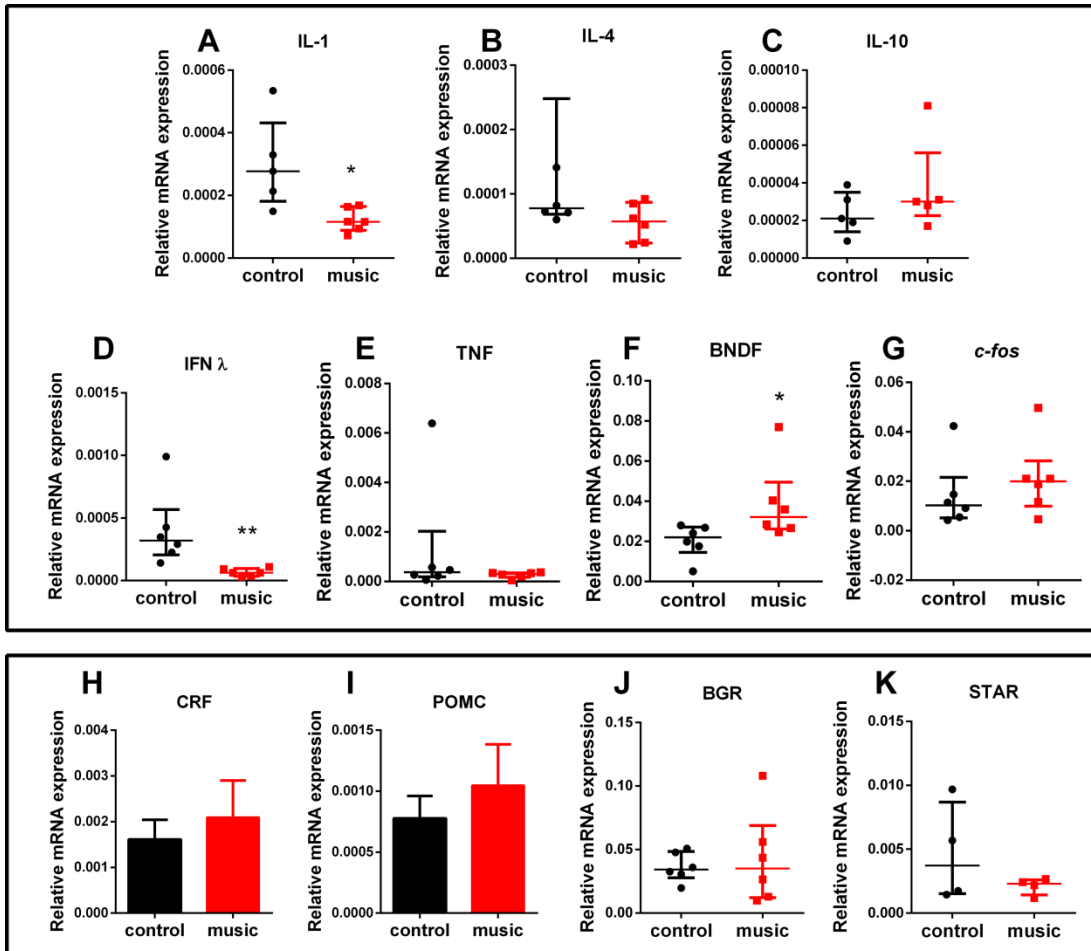 A
IL-1
Relative mRNA expression
0.0006
0.0004
0.0002
0.0000
*
control music
B
IL-4
Relative mRNA expression
0.0003
0.0002
0.0001
0.0000
control music
C
IL-10
Relative mRNA expression
0.00010
0.00008
0.00006
0.00004
0.00002
0.00000
control music
D
IFN λ
Relative mRNA expression
0.0015
0.0010
0.0005
0.0000
**
control music
E
TNF
Relative mRNA expression
0.008
0.006
0.004
0.002
0.000
control music
F
BNDF
Relative mRNA expression
0.10
0.08
0.06
0.04
0.02
0.00
*
control music
G
c-fos
Relative mRNA expression
0.06
0.04
0.02
0.00
-0.02
control music
H
CRF
Relative mRNA expression
0.004
0.003
0.002
0.001
0.000
control music
I
POMC
Relative mRNA expression
0.0015
0.0010
0.0005
0.0000
control music
J
BGR
Relative mRNA expression
0.15
0.10
0.05
0.00
control music
K
STAR
Relative mRNA expression
0.015
0.010
0.005
0.000
control music